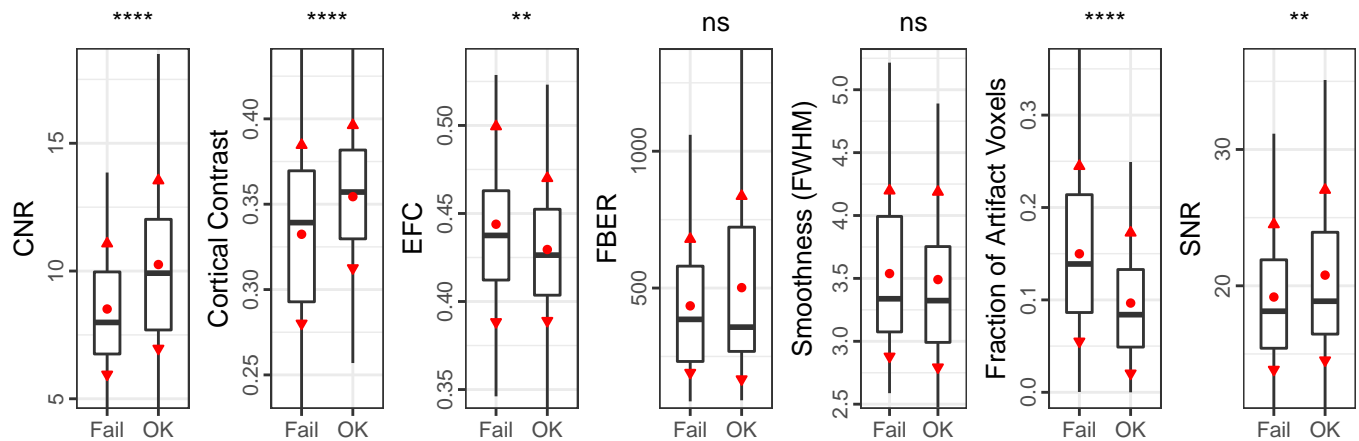 ****
CNR
15
10
5
Fail OK
****
Cortical Contrast
0.40
0.35
0.30
0.25
Fail OK
**
EFC
0.50
0.45
0.40
0.35
Fail OK
ns
FBER
1000
500
Fail OK
ns
Smoothness (FWHM)
5.0
4.5
4.0
3.5
3.0
2.5
Fail OK
****
Fraction of Artifact Voxels
0.3
0.2
0.1
0.0
Fail OK
**
SNR
30
20
Fail OK